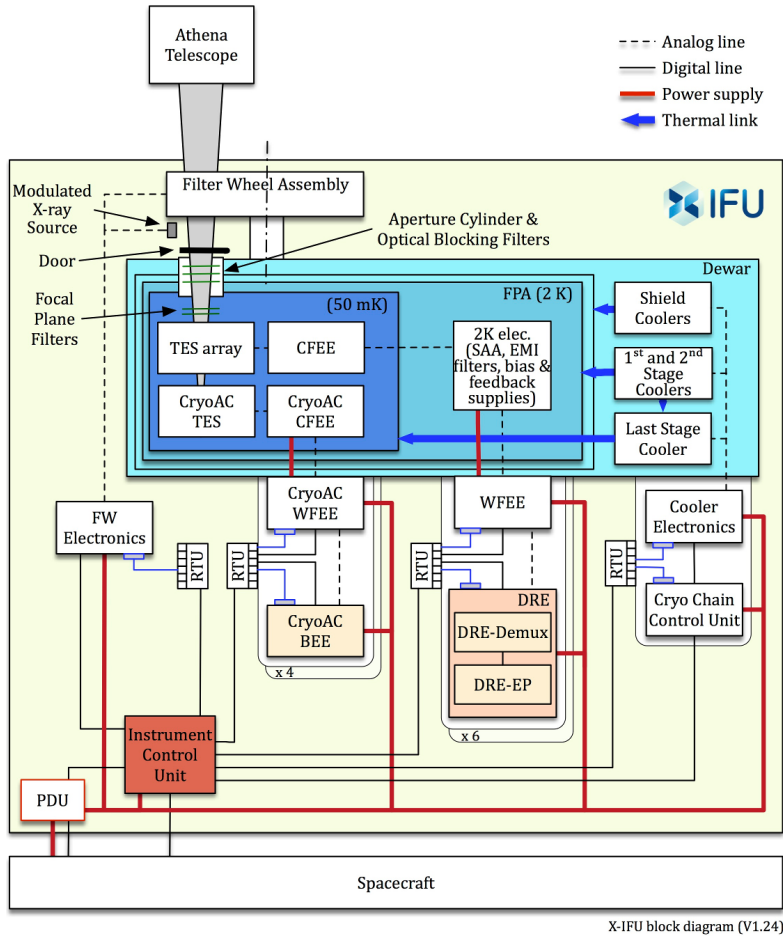 Athena
Telescope
Analog line
Digital line
Power supply
Thermal link
Filter Wheel Assembly
X IFU
Modulated
X-ray
Source
Aperture Cylinder &
Optical Blocking Filters
Door
Dewar
FPA (2 K)
(50 mK)
Focal
Plane
Filters
Shield
Coolers
TES array
CFEE
2K elec.
(SAA, EMI
filters, bias &
feedback
supplies)
1st and 2nd
Stage
Coolers
CryoAC
TES
CryoAC
CFEE
Last Stage
Cooler
FW
Electronics
CryoAC
WFEE
WFEE
Cooler
Electronics
RTU
RTU
RTU
RTU
CryoAC
BEE
DRE
DRE-Demux
DRE-EP
Cryo Chain
Control Unit
x 4
x 6
Instrument
Control
Unit
PDU
Spacecraft
X-IFU block diagram (V1.24)